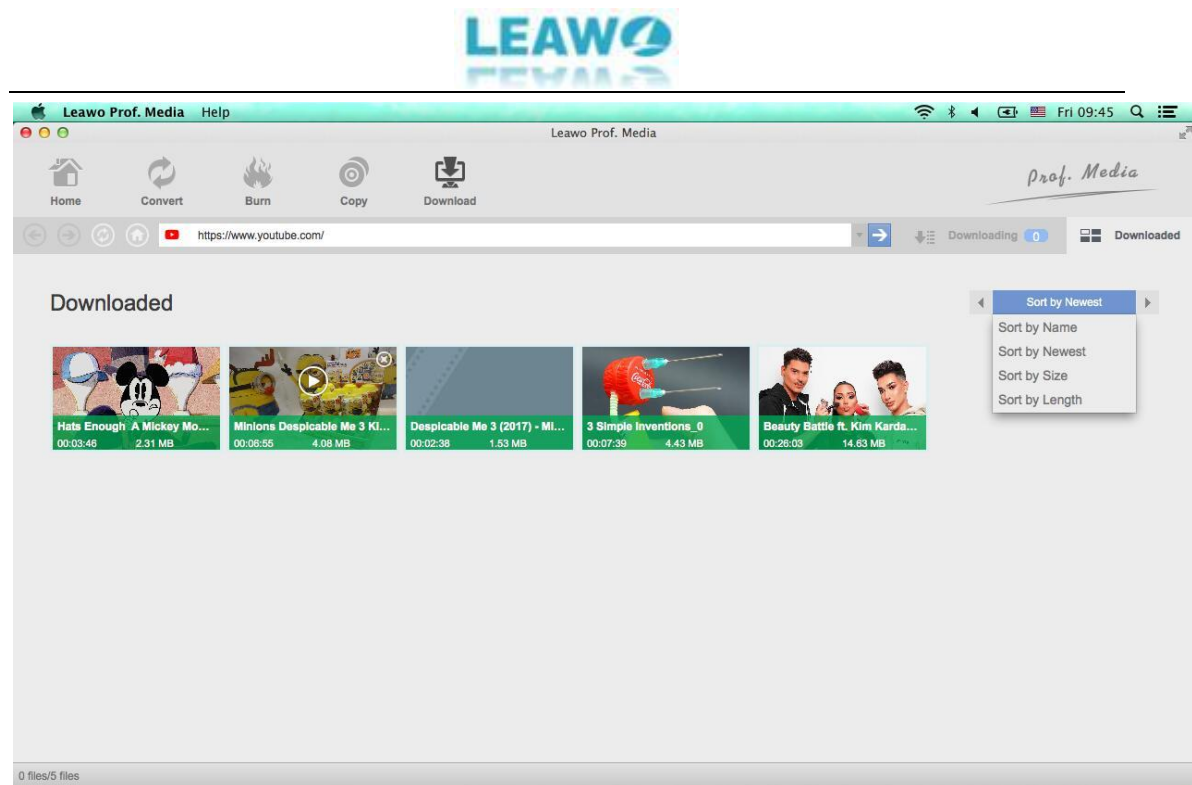 LEAWO
Leawo Prof. Media Help Fri 09:45
Leawo Prof. Media
Home Convert Burn Copy Download Prof. Media
https://www.youtube.com/ Downloading 0 Downloaded
Downloaded
Sort by Newest
Sort by Name
Sort by Newest
Sort by Size
Sort by Length
Hats Enough A Mickey Mo...
00:03:46 2.31 MB
Minions Despicable Me 3 Ki...
00:06:55 4.08 MB
Despicable Me 3 (2017) - Mi...
00:02:38 1.53 MB
3 Simple Inventions_0
00:07:39 4.43 MB
Beauty Battle ft. Kim Karda...
00:26:03 14.63 MB
0 files/5 files